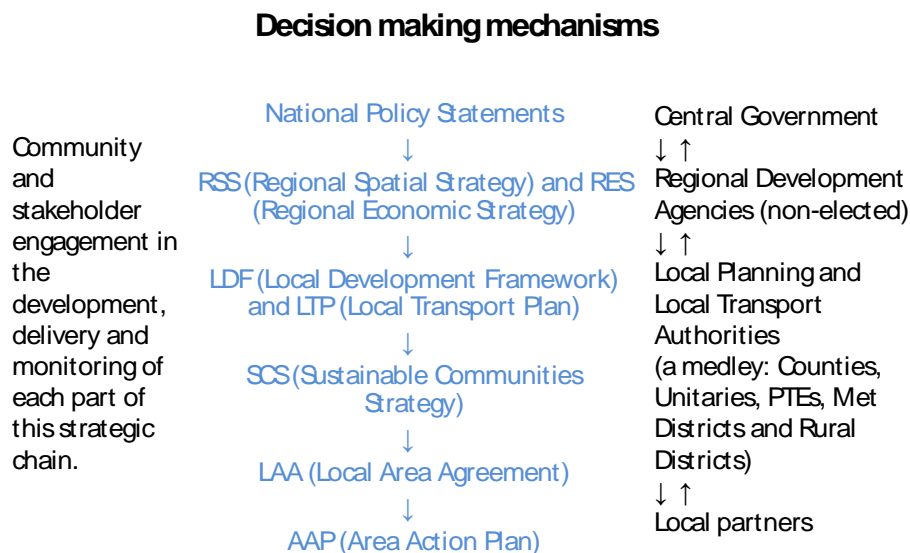 Decision making mechanisms
Community
and
stakeholder
engagement in
the
development,
delivery and
monitoring of
each part of
this strategic
chain.
National Policy Statements
↓
RSS (Regional Spatial Strategy) and RES
(Regional Economic Strategy)
↓
LDF (Local Development Framework)
and LTP (Local Transport Plan)
↓
SCS (Sustainable Communities
Strategy)
↓
LAA (Local Area Agreement)
↓
AAP (Area Action Plan)
Central Government
↓ ↑
Regional Development
Agencies (non-elected)
↓ ↑
Local Planning and
Local Transport
Authorities
(a medley: Counties,
Unitaries, PTEs, Met
Districts and Rural
Districts)
↓ ↑
Local partners